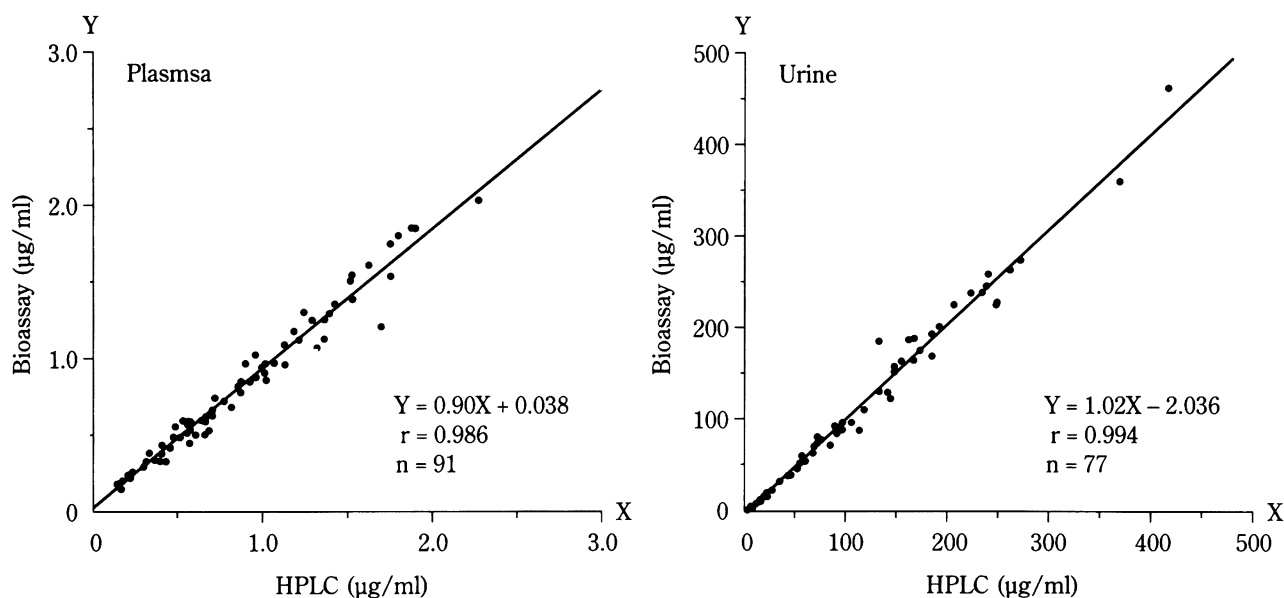 Y
3.0
Plasmsa
2.0
Bioassay (µg/ml)
1.0
Y = 0.90X + 0.038
r = 0.986
n = 91
0
X
0
1.0
2.0
3.0
HPLC (µg/ml)
Y
500
Urine
400
300
Bioassay (µg/ml)
200
100
Y = 1.02X – 2.036
r = 0.994
n = 77
0
X
0
100
200
300
400
500
HPLC (µg/ml)